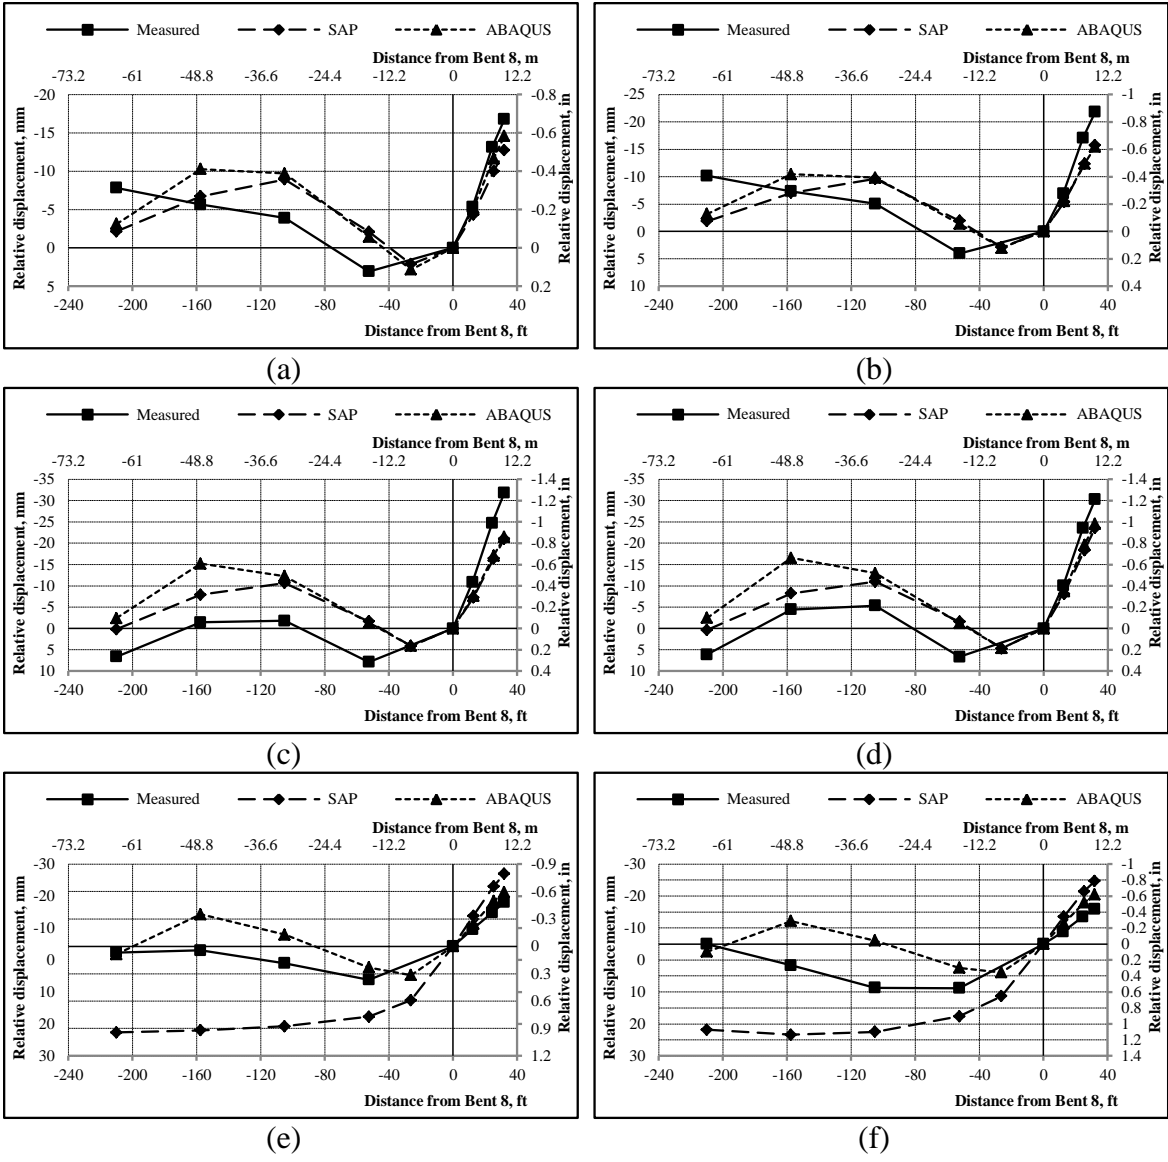 Measured SAP ABAQUS
Distance from Bent 8, m
-73.2 -61 -48.8 -36.6 -24.4 -12.2 0 12.2
Relative displacement, mm
-20
-15
-10
-5
0
5
-0.8
-0.6
-0.4
-0.2
0
0.2
Relative displacement, in
-240 -200 -160 -120 -80 -40 0 40
Distance from Bent 8, ft
(a)
Measured SAP ABAQUS
Distance from Bent 8, m
-73.2 -61 -48.8 -36.6 -24.4 -12.2 0 12.2
Relative displacement, mm
-25
-20
-15
-10
-5
0
5
10
-1
-0.8
-0.6
-0.4
-0.2
0
0.2
0.4
Relative displacement, in
-240 -200 -160 -120 -80 -40 0 40
Distance from Bent 8, ft
(b)
Measured SAP ABAQUS
Distance from Bent 8, m
-73.2 -61 -48.8 -36.6 -24.4 -12.2 0 12.2
Relative displacement, mm
-35
-30
-25
-20
-15
-10
-5
0
5
10
-1.4
-1.2
-1
-0.8
-0.6
-0.4
-0.2
0
0.2
0.4
Relative displacement, in
-240 -200 -160 -120 -80 -40 0 40
Distance from Bent 8, ft
(c)
Measured SAP ABAQUS
Distance from Bent 8, m
-73.2 -61 -48.8 -36.6 -24.4 -12.2 0 12.2
Relative displacement, mm
-35
-30
-25
-20
-15
-10
-5
0
5
10
-1.4
-1.2
-1
-0.8
-0.6
-0.4
-0.2
0
0.2
0.4
Relative displacement, in
-240 -200 -160 -120 -80 -40 0 40
Distance from Bent 8, ft
(d)
Measured SAP ABAQUS
Distance from Bent 8, m
-73.2 -61 -48.8 -36.6 -24.4 -12.2 0 12.2
Relative displacement, mm
-30
-20
-10
0
10
20
30
-0.9
-0.6
-0.3
0
0.3
0.6
0.9
1.2
Relative displacement, in
-240 -200 -160 -120 -80 -40 0 40
Distance from Bent 8, ft
(e)
Measured SAP ABAQUS
Distance from Bent 8, m
-73.2 -61 -48.8 -36.6 -24.4 -12.2 0 12.2
Relative displacement, mm
-30
-20
-10
0
10
20
30
-1
-0.8
-0.6
-0.4
-0.2
0
0.2
0.4
0.6
0.8
1
1.2
1.4
Relative displacement, in
-240 -200 -160 -120 -80 -40 0 40
Distance from Bent 8, ft
(f)